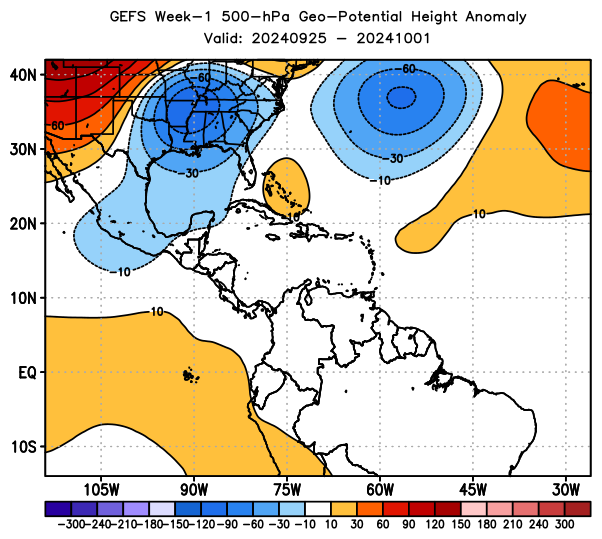 GEFS Week-1 500-hPa Geo-Potential Height Anomaly
Valid: 20240925 - 20241001
40N
30N
20N
10N
EQ
10S
-60
-60
60
-30
-30
-10
10
10
-10
10
105W 90W 75W 60W 45W 30W
-300 -240 -210 -180 -150 -120 -90 -60 -30 -10 10 30 60 90 120 150 180 210 240 300